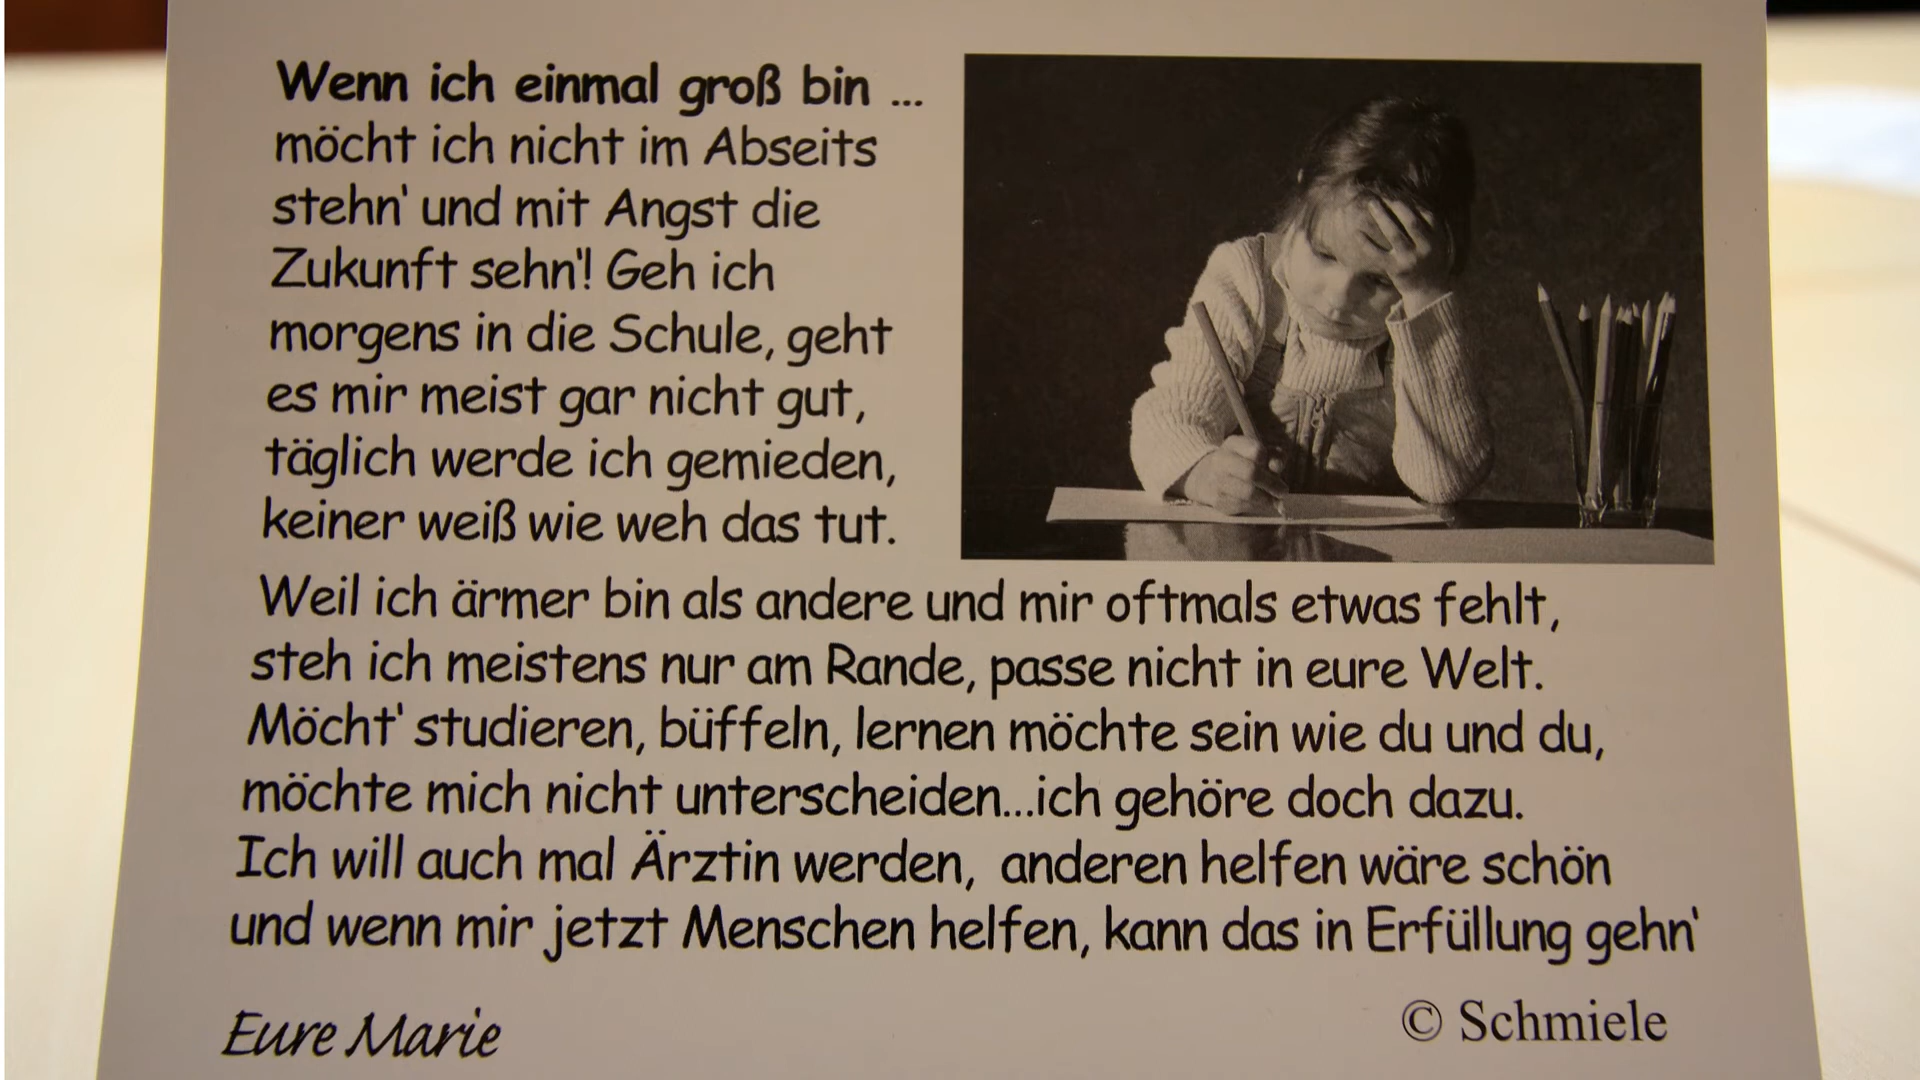 Wenn ich einmal groß bin ...
möcht ich nicht im Abseits
stehn' und mit Angst die
Zukunft sehn'! Geh ich
morgens in die Schule, geht
es mir meist gar nicht gut,
täglich werde ich gemieden,
keiner weiß wie weh das tut.
Weil ich ärmer bin als andere und mir oftmals etwas fehlt,
steh ich meistens nur am Rande, passe nicht in eure Welt.
Möcht' studieren, büffeln, lernen möchte sein wie du und du,
möchte mich nicht unterscheiden...ich gehöre doch dazu.
Ich will auch mal Ärztin werden, anderen helfen wäre schön
und wenn mir jetzt Menschen helfen, kann das in Erfüllung gehn'
Eure Marie
© Schmiele